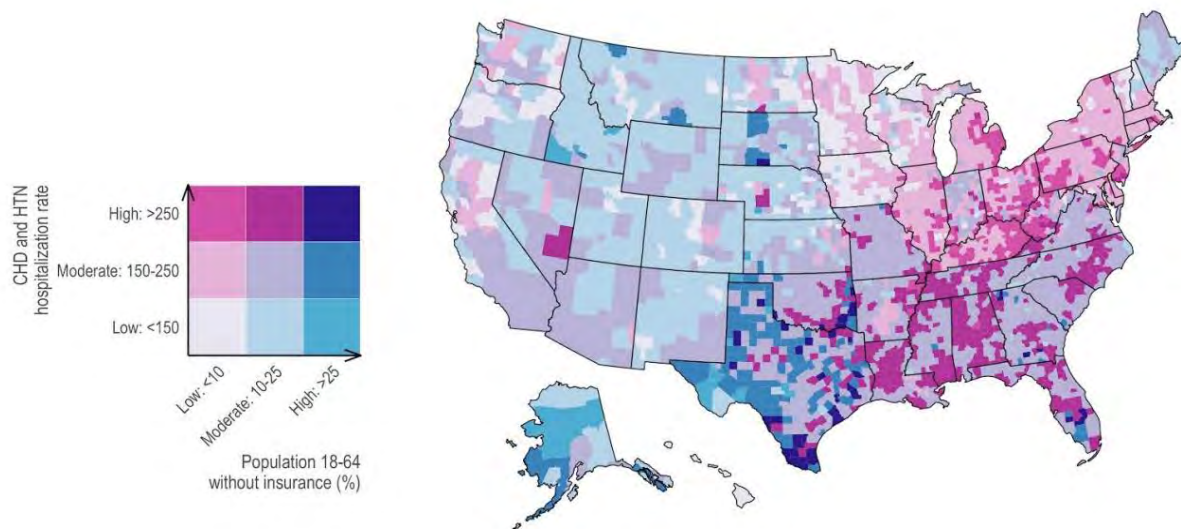 CHD and HTN
hospitalization rate
High: >250
Moderate: 150-250
Low: <150
Low: <10
Moderate: 10-25
High: >25
Population 18-64
without insurance (%)